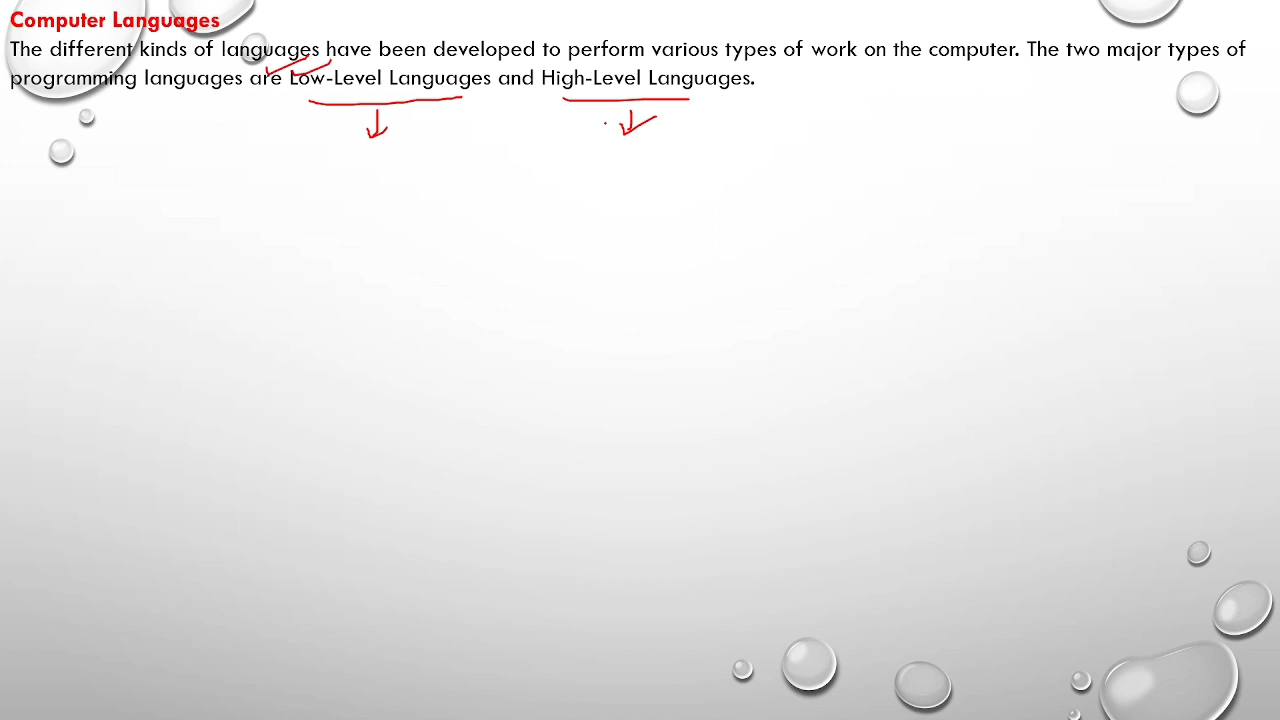 Computer Languages
The different kinds of languages have been developed to perform various types of work on the computer. The two major types of
programming languages are Low-Level Languages and High-Level Languages.